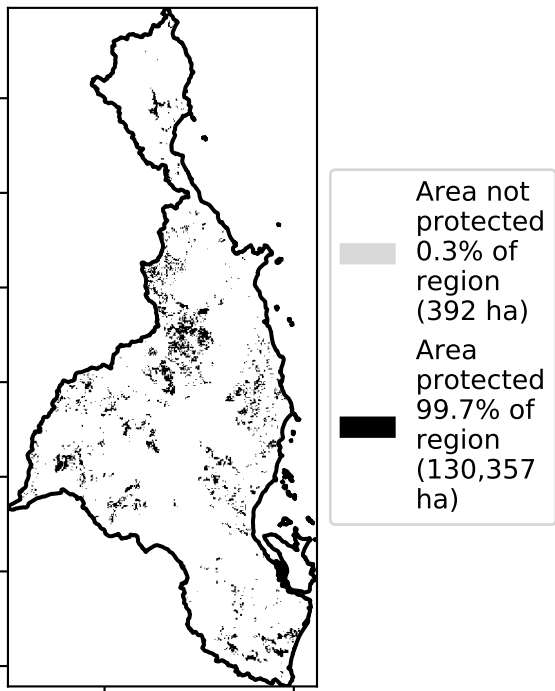 Area not
protected
0.3% of
region
(392 ha)
Area
protected
99.7% of
region
(130,357
ha)